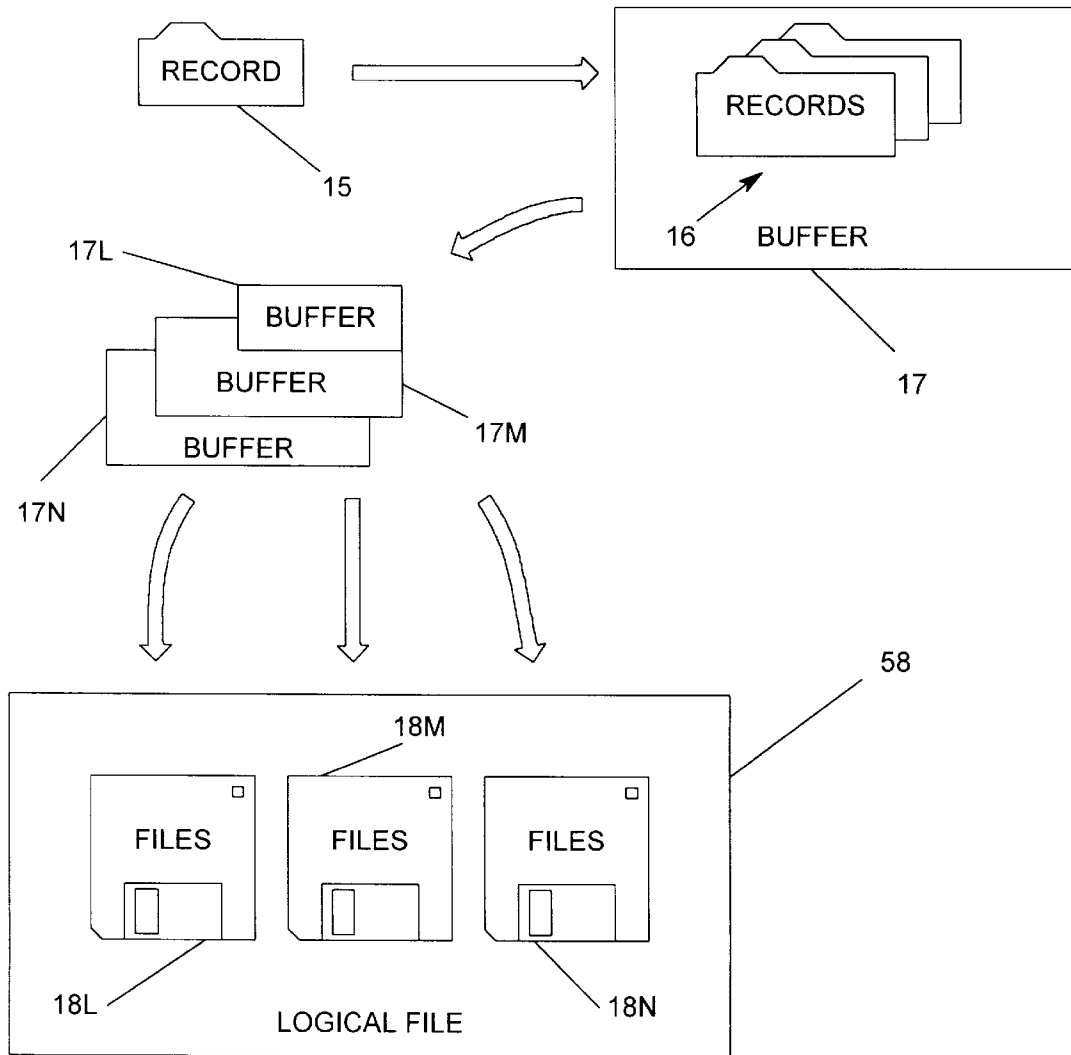 RECORD
RECORDS
15
16
BUFFER
17L
BUFFER
17
BUFFER
17M
BUFFER
17N
58
18M
FILES
FILES
FILES
18L
18N
LOGICAL FILE